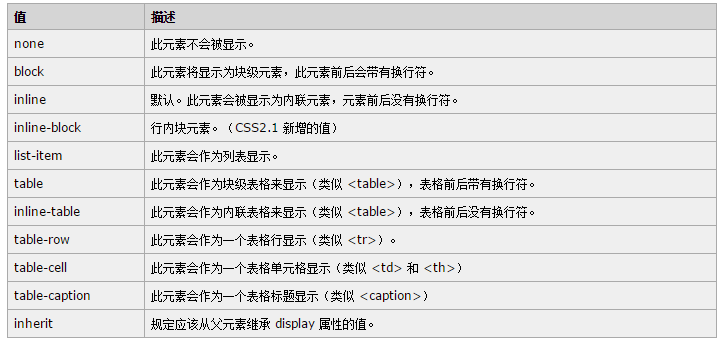 值 描述
none 此元素不会被显示。
block 此元素将显示为块级元素，此元素前后会带有换行符。
inline 默认。此元素会被显示为内联元素，元素前后没有换行符。
inline-block 行内块元素。（CSS2.1 新增的值）
list-item 此元素会作为列表显示。
table 此元素会作为块级表格来显示（类似 <table>），表格前后带有换行符。
inline-table 此元素会作为内联表格来显示（类似 <table>），表格前后没有换行符。
table-row 此元素会作为一个表格行显示（类似 <tr>）。
table-cell 此元素会作为一个表格单元格显示（类似 <td> 和 <th>）
table-caption 此元素会作为一个表格标题显示（类似 <caption>）
inherit 规定应该从父元素继承 display 属性的值。